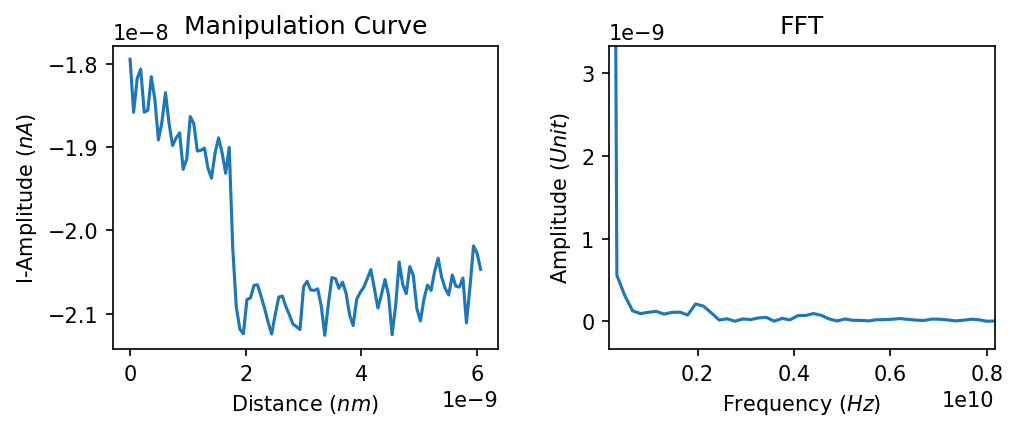 Manipulation Curve
1e−8
−1.8
−1.9
−2.0
−2.1
I-Amplitude (nA)
0 2 4 6
Distance (nm)
1e−9
FFT
1e−9
3
2
1
0
Amplitude (Unit)
0.2 0.4 0.6 0.8
Frequency (Hz)
1e10